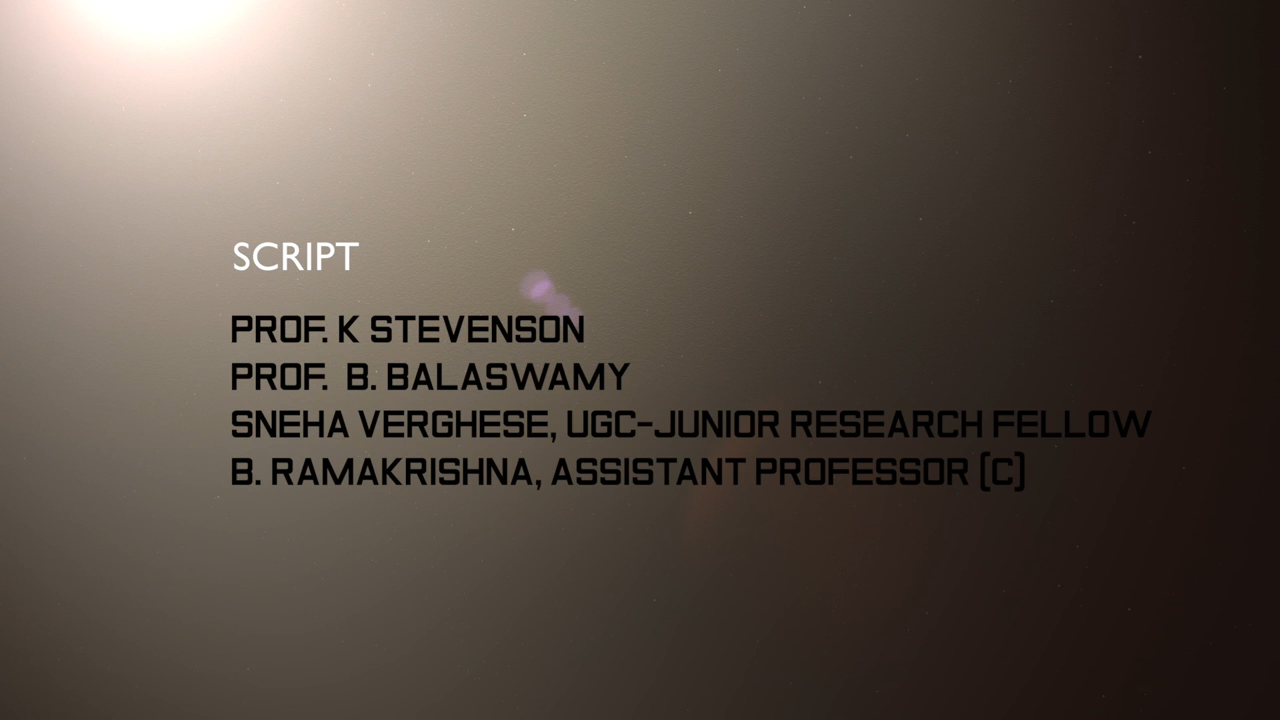 SCRIPT
PROF. K STEVENSON
PROF. B. BALASWAMY
SNEHA VERGHESE, UGC-JUNIOR RESEARCH FELLOW
B. RAMAKRISHNA, ASSISTANT PROFESSOR (C)